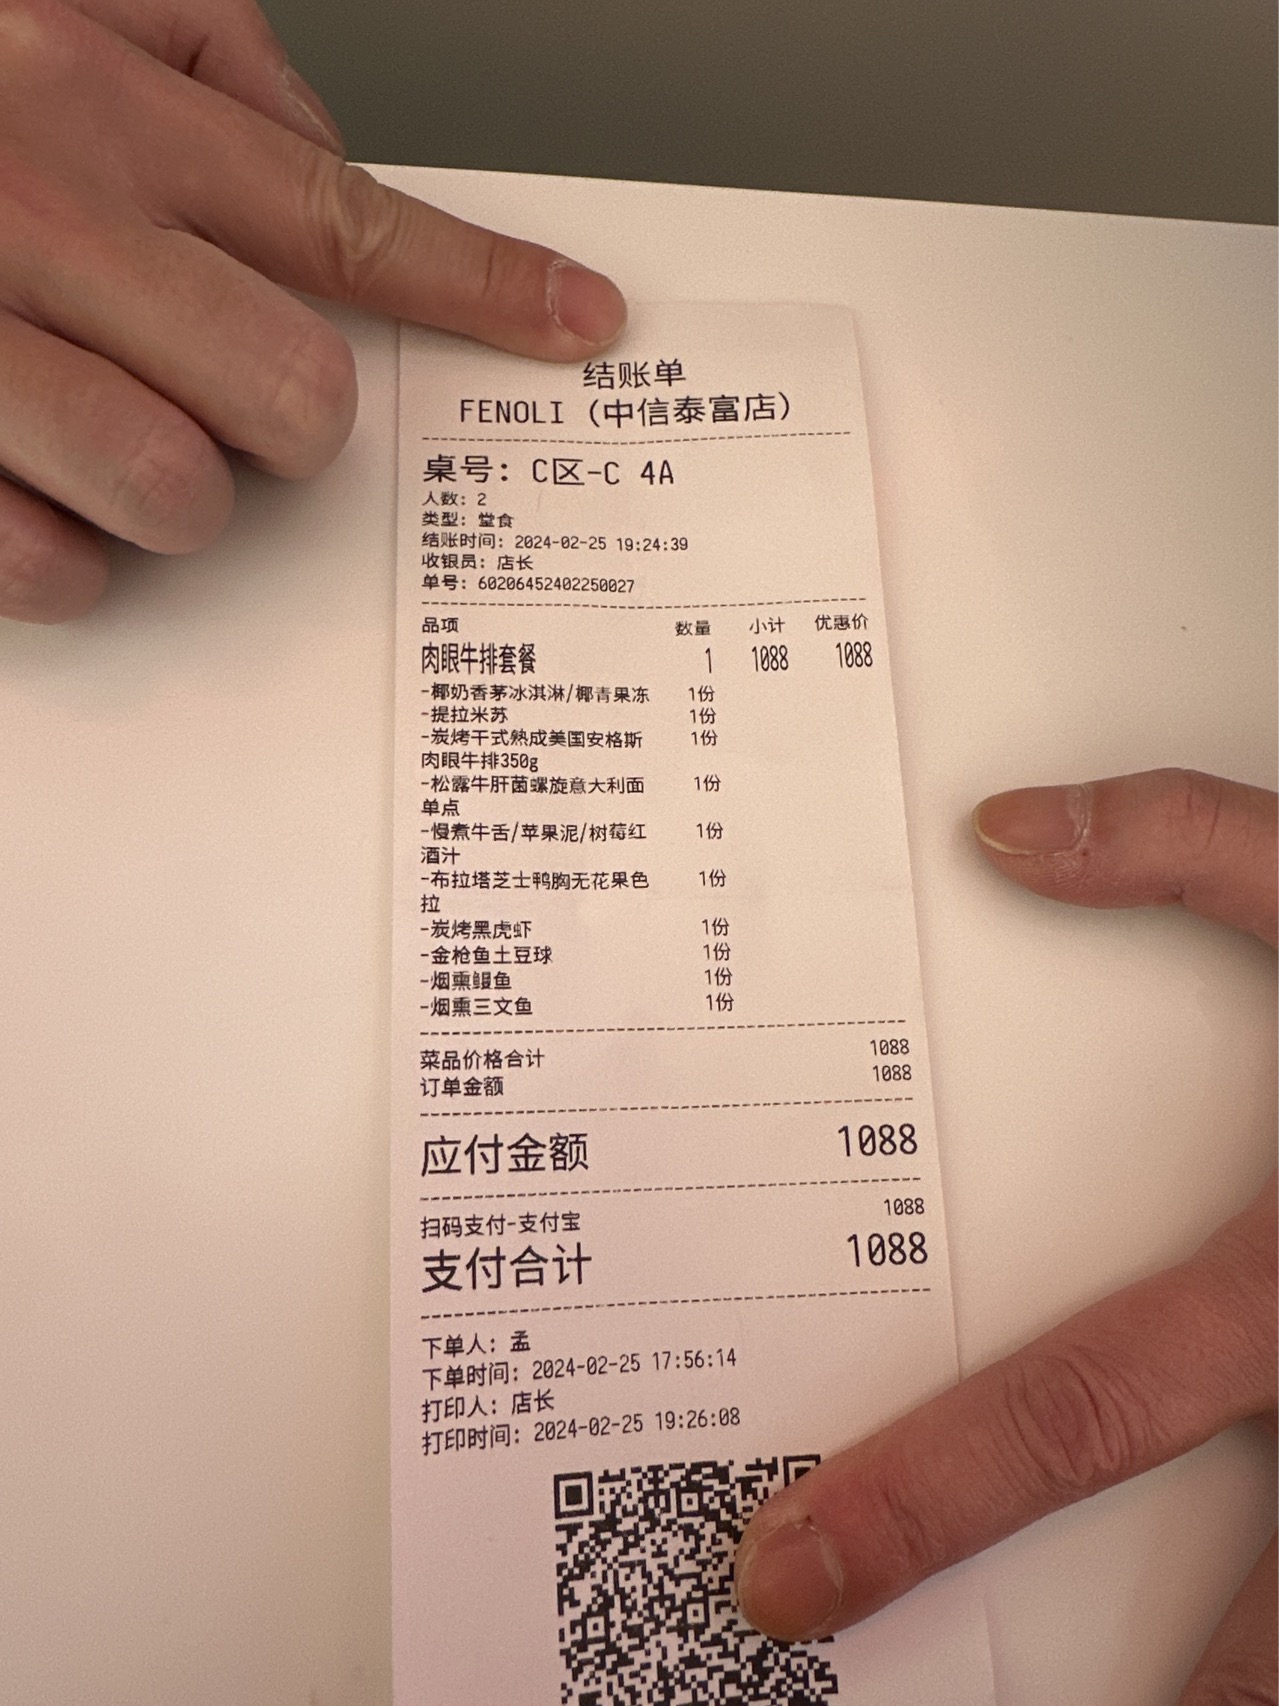 结账单
FENOLI (中信泰富店)
桌号: C区-C 4A
人数: 2
类型: 堂食
结账时间: 2024-02-25 19:24:39
收银员: 店长
单号: 60206452402250027
品项 数量 小计 优惠价
肉眼牛排套餐 1 1088 1088
-椰奶香茅冰淇淋/椰青果冻 1份
-提拉米苏 1份
-炭烤干式熟成美国安格斯 1份
肉眼牛排350g
-松露牛肝菌螺旋意大利面 1份
单点
-慢煮牛舌/苹果泥/树莓红 1份
酒汁
-布拉塔芝士鸭胸无花果色 1份
拉
-炭烤黑虎虾 1份
-金枪鱼土豆球 1份
-烟熏鳗鱼 1份
-烟熏三文鱼 1份
菜品价格合计 1088
订单金额 1088
应付金额 1088
扫码支付-支付宝 1088
支付合计 1088
下单人: 孟
下单时间: 2024-02-25 17:56:14
打印人: 店长
打印时间: 2024-02-25 19:26:08